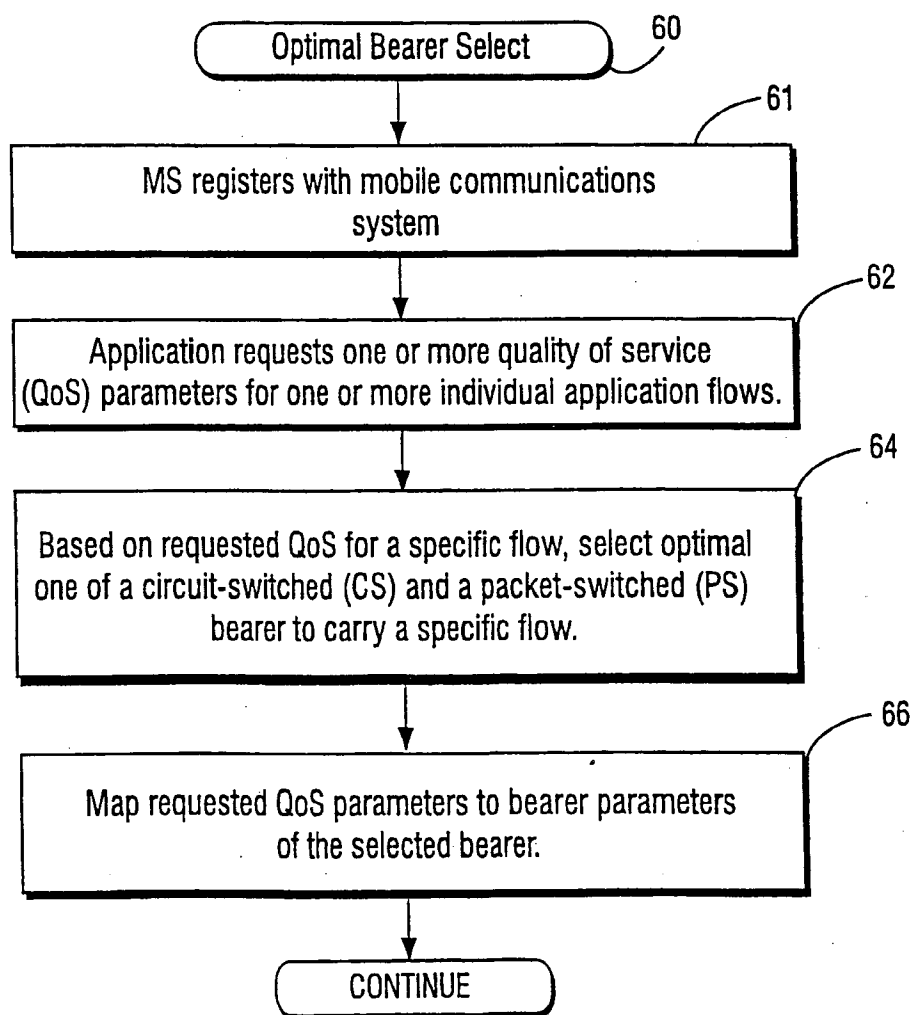 Optimal Bearer Select
60
61
MS registers with mobile communications
system
62
Application requests one or more quality of service
(QoS) parameters for one or more individual application flows.
64
Based on requested QoS for a specific flow, select optimal
one of a circuit-switched (CS) and a packet-switched (PS)
bearer to carry a specific flow.
66
Map requested QoS parameters to bearer parameters
of the selected bearer.
CONTINUE